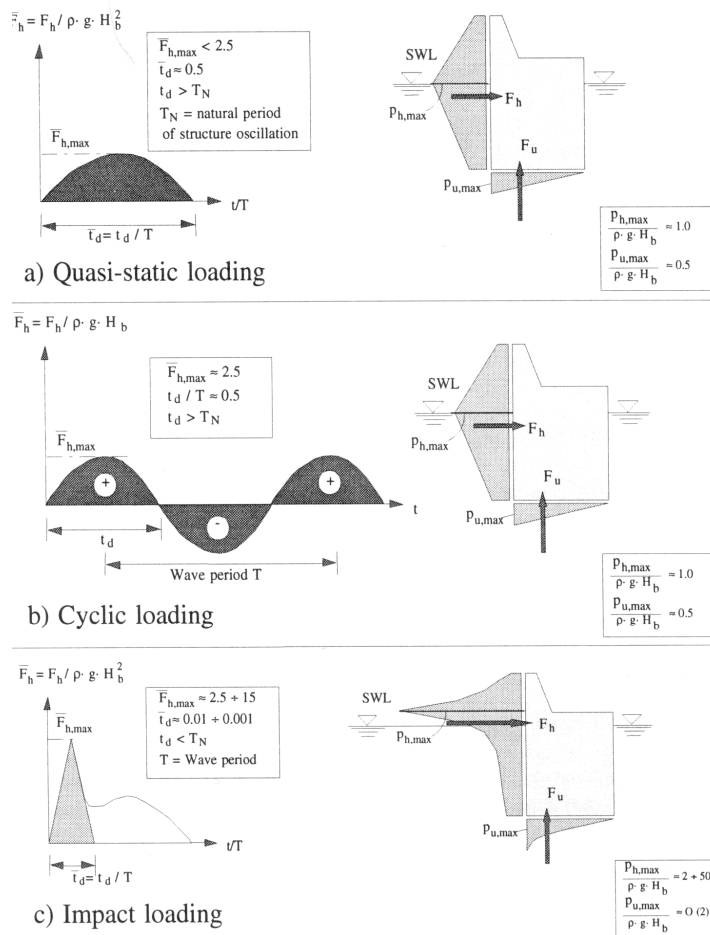 F̅h = Fh / ρ· g· Hb²
F̅h,max < 2.5
t̅d ≈ 0.5
td > TN
TN = natural period
of structure oscillation
F̅h,max
t/T
t̅d = td / T
SWL
ph,max
Fh
Fu
pu,max
ph,max / ρ· g· Hb ≈ 1.0
pu,max / ρ· g· Hb ≈ 0.5
a) Quasi-static loading
F̅h = Fh / ρ· g· Hb
F̅h,max ≈ 2.5
td / T ≈ 0.5
td > TN
F̅h,max
+
-
+
t
td
Wave period T
SWL
ph,max
Fh
Fu
pu,max
ph,max / ρ· g· Hb ≈ 1.0
pu,max / ρ· g· Hb ≈ 0.5
b) Cyclic loading
F̅h = Fh / ρ· g· Hb²
F̅h,max ≈ 2.5 ÷ 15
t̅d ≈ 0.01 ÷ 0.001
td < TN
T = Wave period
F̅h,max
t/T
t̅d = td / T
SWL
ph,max
Fh
Fu
pu,max
ph,max / ρ· g· Hb ≈ 2 ÷ 50
pu,max / ρ· g· Hb ≈ O (2)
c) Impact loading